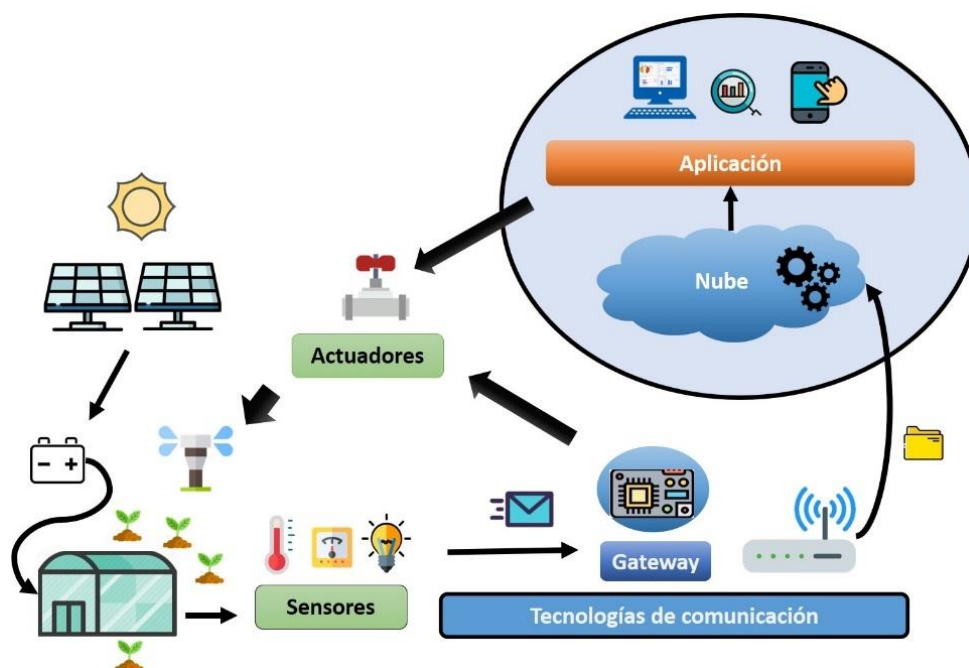 Aplicación
Nube
Actuadores
Gateway
Sensores
Tecnologías de comunicación